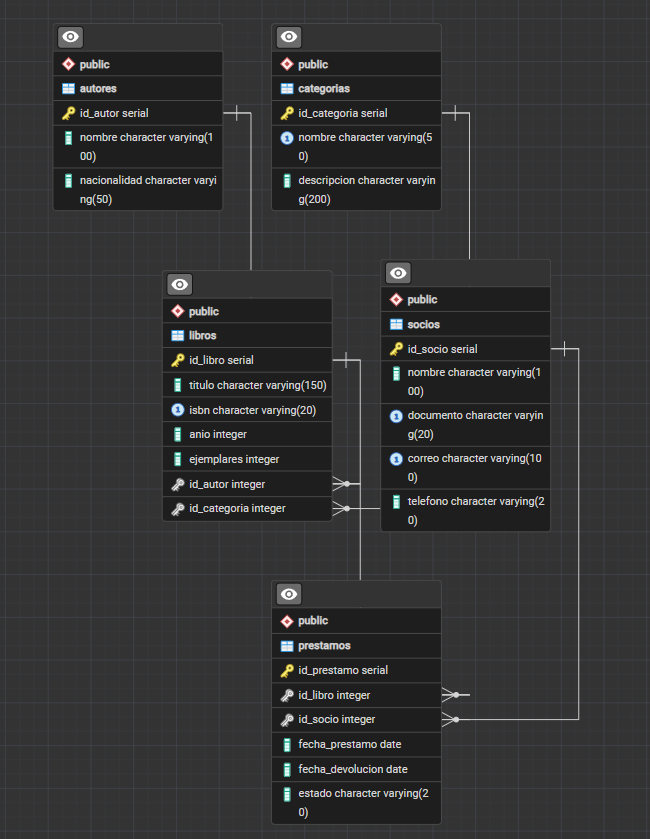 public
autores
id_autor serial
nombre character varying(1
00)
nacionalidad character varyi
ng(50)
public
categorias
id_categoria serial
nombre character varying(5
0)
descripcion character varyin
g(200)
public
libros
id_libro serial
titulo character varying(150)
isbn character varying(20)
anio integer
ejemplares integer
id_autor integer
id_categoria integer
public
socios
id_socio serial
nombre character varying(1
00)
documento character varyin
g(20)
correo character varying(10
0)
telefono character varying(2
0)
public
prestamos
id_prestamo serial
id_libro integer
id_socio integer
fecha_prestamo date
fecha_devolucion date
estado character varying(2
0)